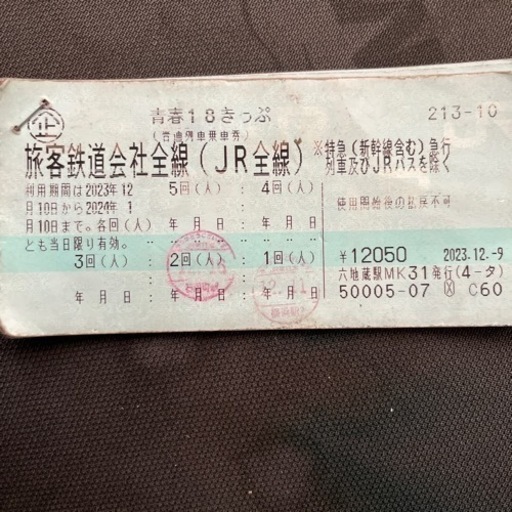 企
青春18きっぷ
213-10
(普通列車乗車券)
旅客鉄道会社全線(JR全線)
※特急(新幹線含む)急行
列車及びJRバスを除く
利用期間は2023年12
月10日から2024年 1
月10日まで。各回(人)
とも当日限り有効。
5回(人) : 4回(人)
年 月 日 : 年 月 日
使用開始後の払戻不可
3回(人) : 2回(人) : 1回(人)
年 月 日 : 年 月 日 : 年 月 日
¥12050 2023.12.-9
六地蔵駅MK31発行(4-タ)
50005-07 C60